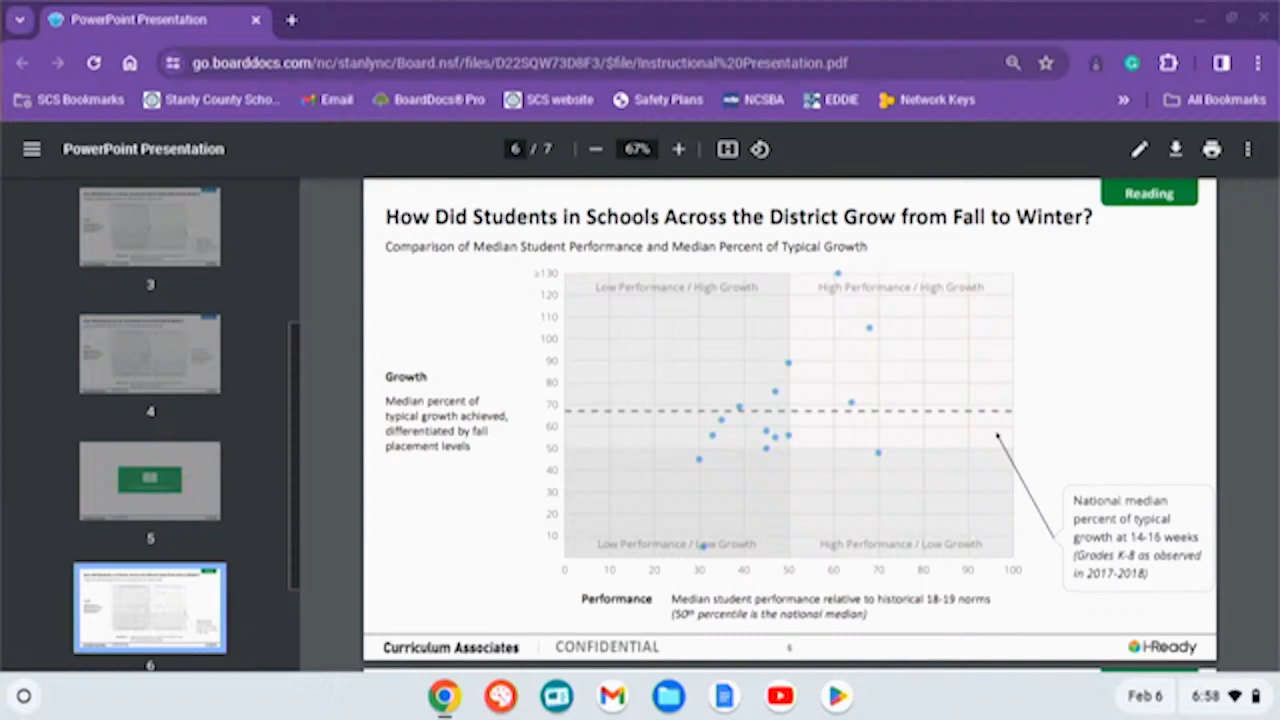 PowerPoint Presentation
go.boarddocs.com/nc/stanlync/Board.nsf/files/D22SQW73D8F3/$file/Instructional%20Presentation.pdf
SCS Bookmarks Stanly County Scho... Email BoardDocs® Pro SCS website Safety Plans NCSBA EDDIE Network Keys » All Bookmarks
PowerPoint Presentation 6 / 7 67%
3
4
5
6
Reading
How Did Students in Schools Across the District Grow from Fall to Winter?
Comparison of Median Student Performance and Median Percent of Typical Growth
≥130
120
110
100
90
80
70
60
50
40
30
20
10
Low Performance / High Growth High Performance / High Growth
Growth
Median percent of
typical growth achieved,
differentiated by fall
placement levels
Low Performance / Low Growth High Performance / Low Growth
0 10 20 30 40 50 60 70 80 90 100
National median
percent of typical
growth at 14-16 weeks
(Grades K-8 as observed
in 2017-2018)
Performance Median student performance relative to historical 18-19 norms
(50th percentile is the national median)
Curriculum Associates CONFIDENTIAL 6 i-Ready
Feb 6 6:58